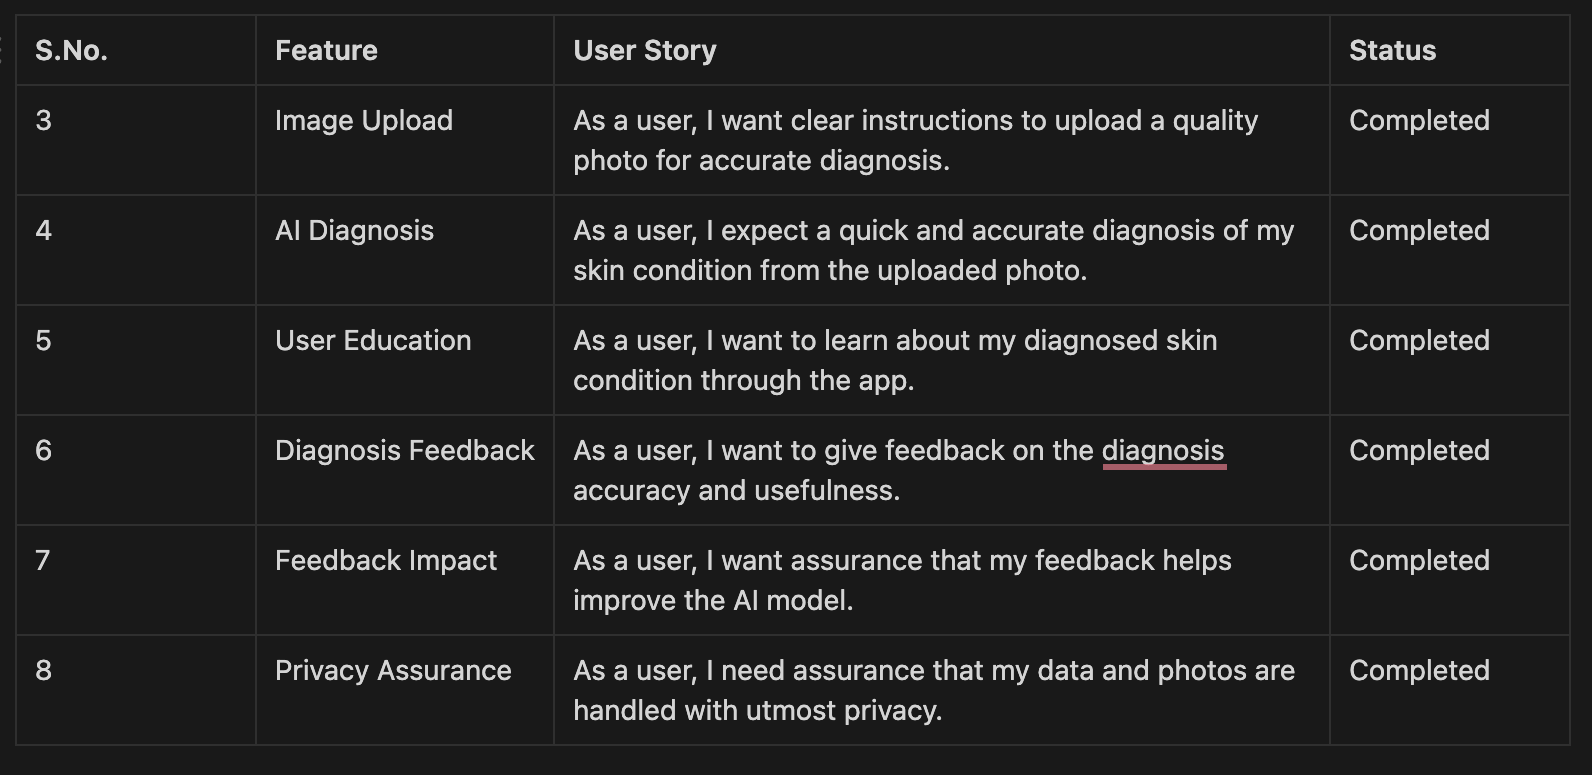 S.No. Feature User Story Status
3 Image Upload As a user, I want clear instructions to upload a quality Completed
photo for accurate diagnosis.
4 AI Diagnosis As a user, I expect a quick and accurate diagnosis of my Completed
skin condition from the uploaded photo.
5 User Education As a user, I want to learn about my diagnosed skin Completed
condition through the app.
6 Diagnosis Feedback As a user, I want to give feedback on the diagnosis Completed
accuracy and usefulness.
7 Feedback Impact As a user, I want assurance that my feedback helps Completed
improve the AI model.
8 Privacy Assurance As a user, I need assurance that my data and photos are Completed
handled with utmost privacy.